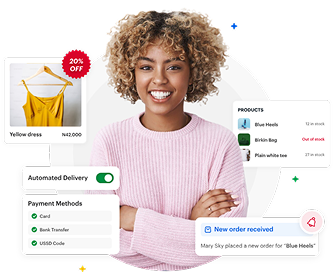 20%
OFF
Yellow dress ₦42,000
PRODUCTS
Blue Heels 12 in stock
Birkin Bag Out of stock
Plain white tee 27 in stock
Automated Delivery
Payment Methods
Card
Bank Transfer
USSD Code
New order received
Mary Sky placed a new order for "Blue Heels"